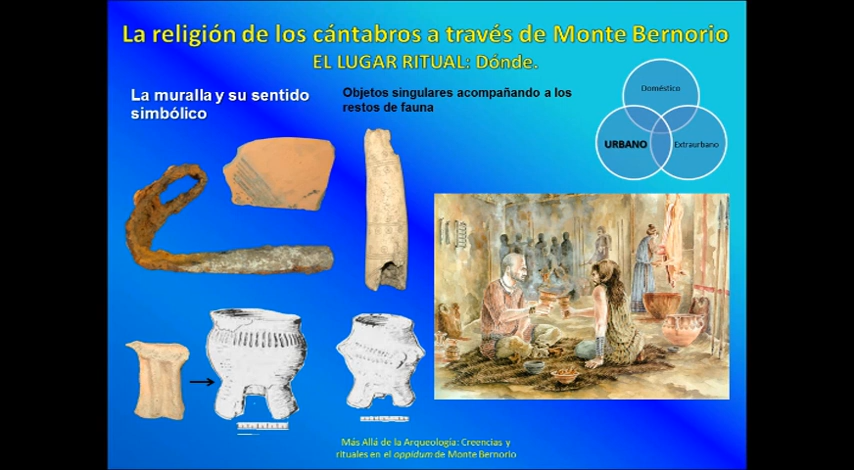 La religión de los cántabros a través de Monte Bernorio
EL LUGAR RITUAL: Dónde.
La muralla y su sentido
simbólico
Objetos singulares acompañando a los
restos de fauna
Doméstico
URBANO
Extraurbano
Más Allá de la Arqueología: Creencias y
rituales en el oppidum de Monte Bernorio